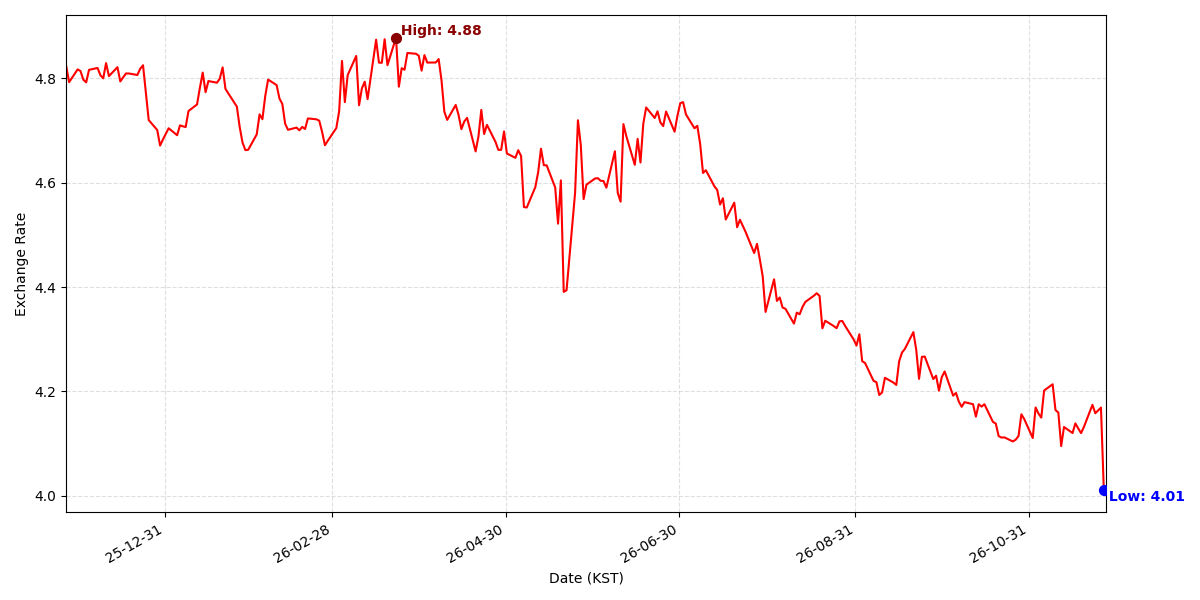 High: 4.88
4.8
4.6
4.4
4.2
4.0
Exchange Rate
Low: 4.01
25-12-31
26-02-28
26-04-30
26-06-30
26-08-31
26-10-31
Date (KST)